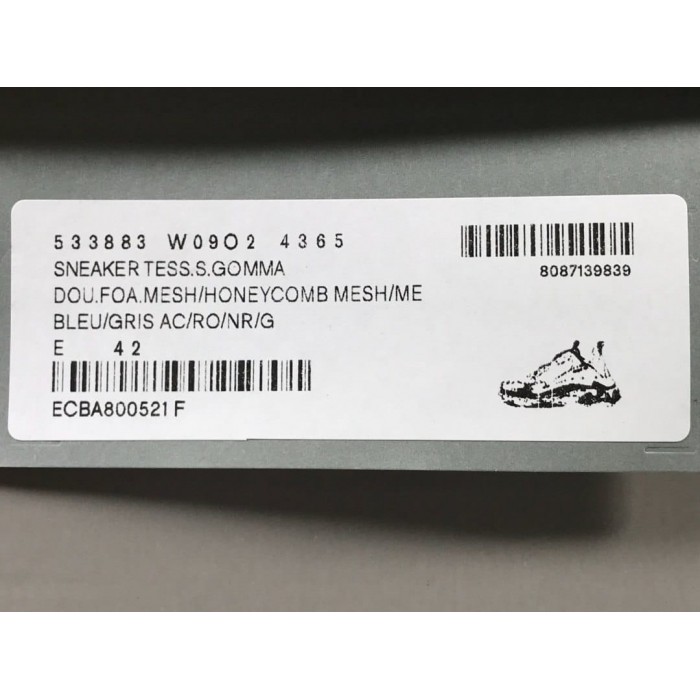 533883 W09O2 4365
8087139839
SNEAKER TESS.S.GOMMA
DOU.FOA.MESH/HONEYCOMB MESH/ME
BLEU/GRIS AC/RO/NR/G
E 42
ECBA800521F